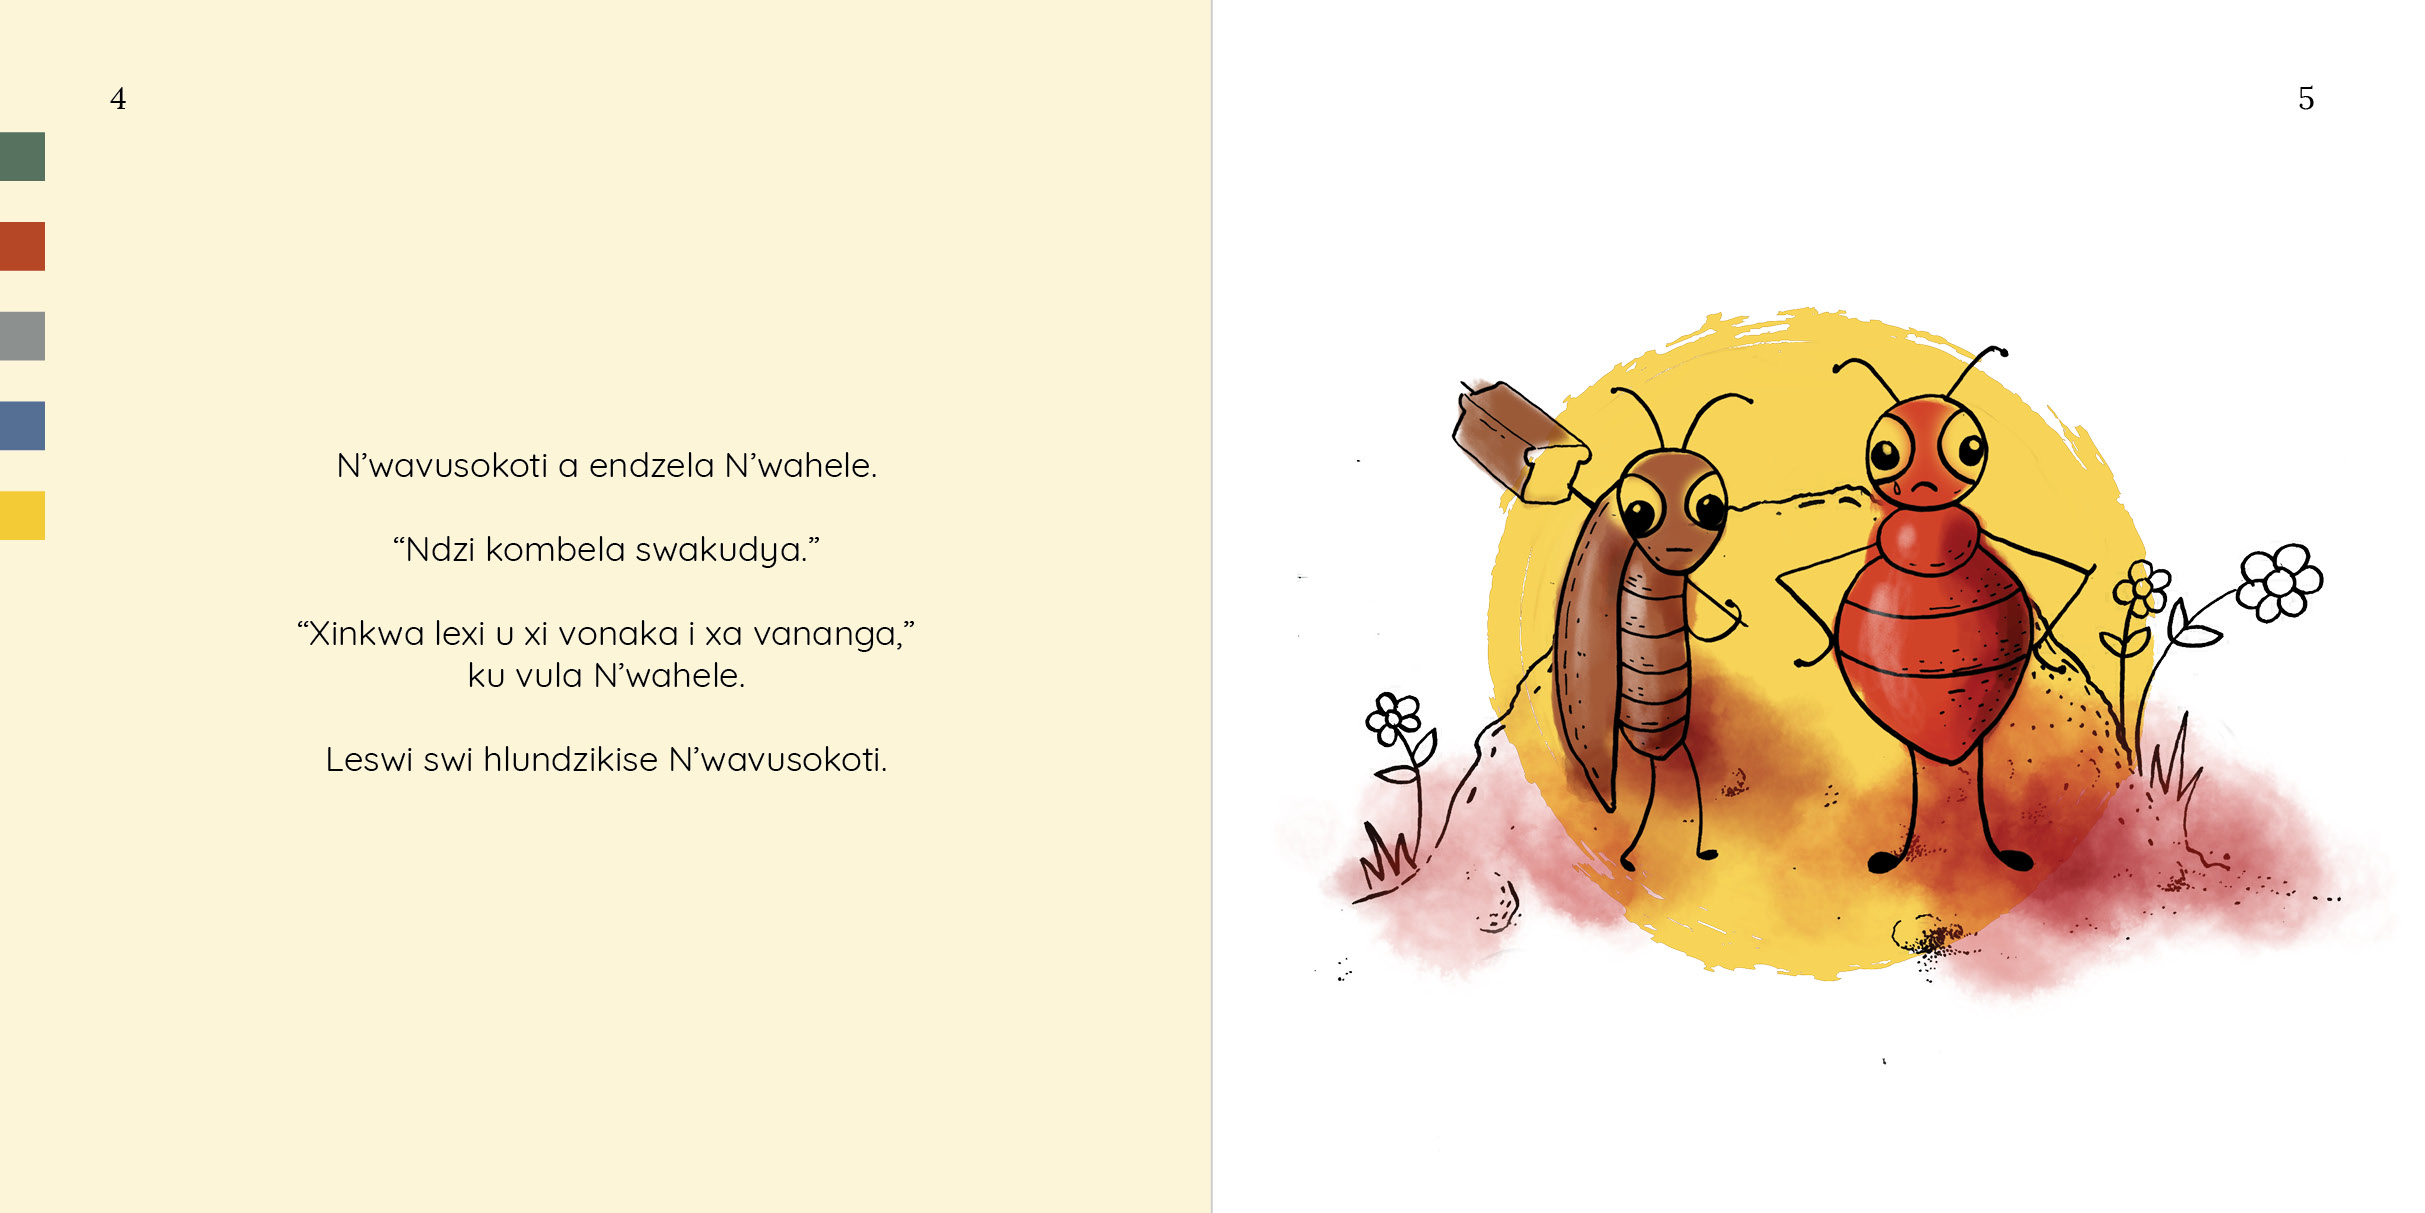 4
N’wavusokoti a endzela N’wahele.
“Ndzi kombela swakudya.”
“Xinkwa lexi u xi vonaka i xa vananga,”
ku vula N’wahele.
Leswi swi hlundzikise N’wavusokoti.
5